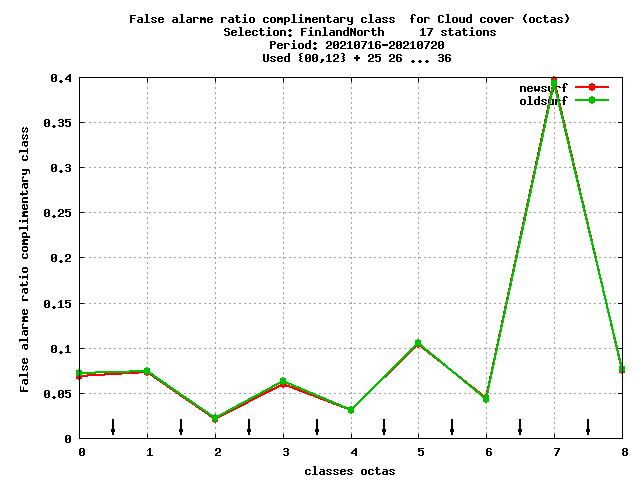 False alarme ratio complimentary class  for Cloud cover (octas)
Selection: FinlandNorth     17 stations
Period: 20210716-20210720
Used {00,12} + 25 26 ... 36
newsurf
oldsurf
False alarme ratio complimentary class
0.4
0.35
0.3
0.25
0.2
0.15
0.1
0.05
0
0 1 2 3 4 5 6 7 8
classes octas